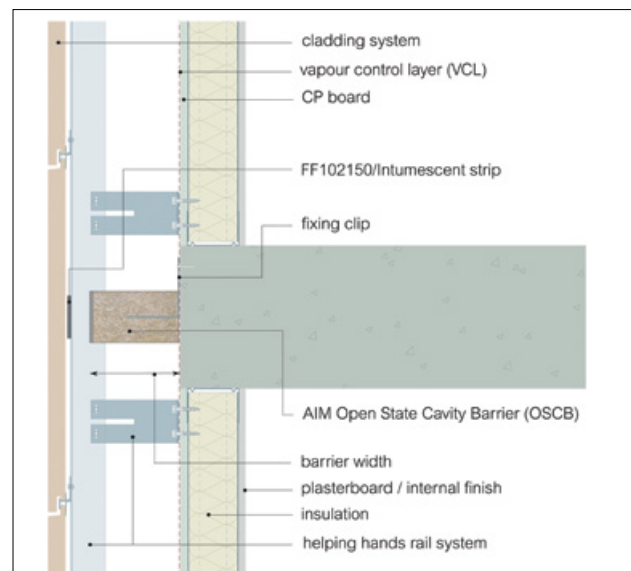 cladding system
vapour control layer (VCL)
CP board
FF102150/Intumescent strip
fixing clip
AIM Open State Cavity Barrier (OSCB)
barrier width
plasterboard / internal finish
insulation
helping hands rail system